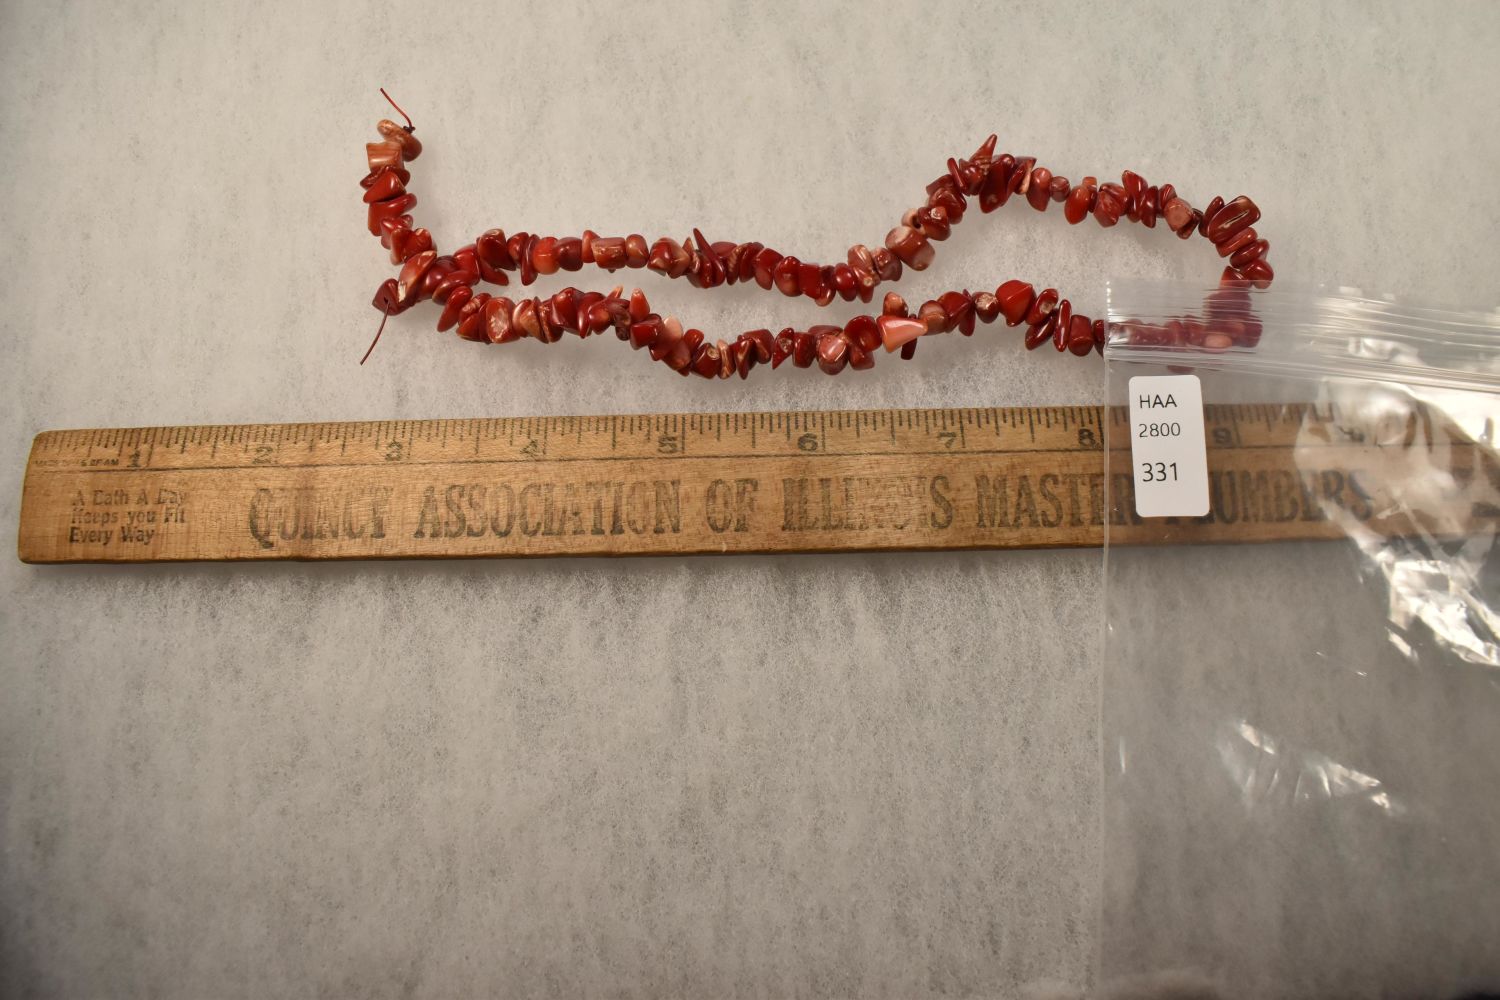 1 2 3 4 5 6 7 8 9
HAA
2800
331
A Bath A Day
Keeps you Fit
Every Way
QUINCY ASSOCIATION OF ILLINOIS MASTER PLUMBERS